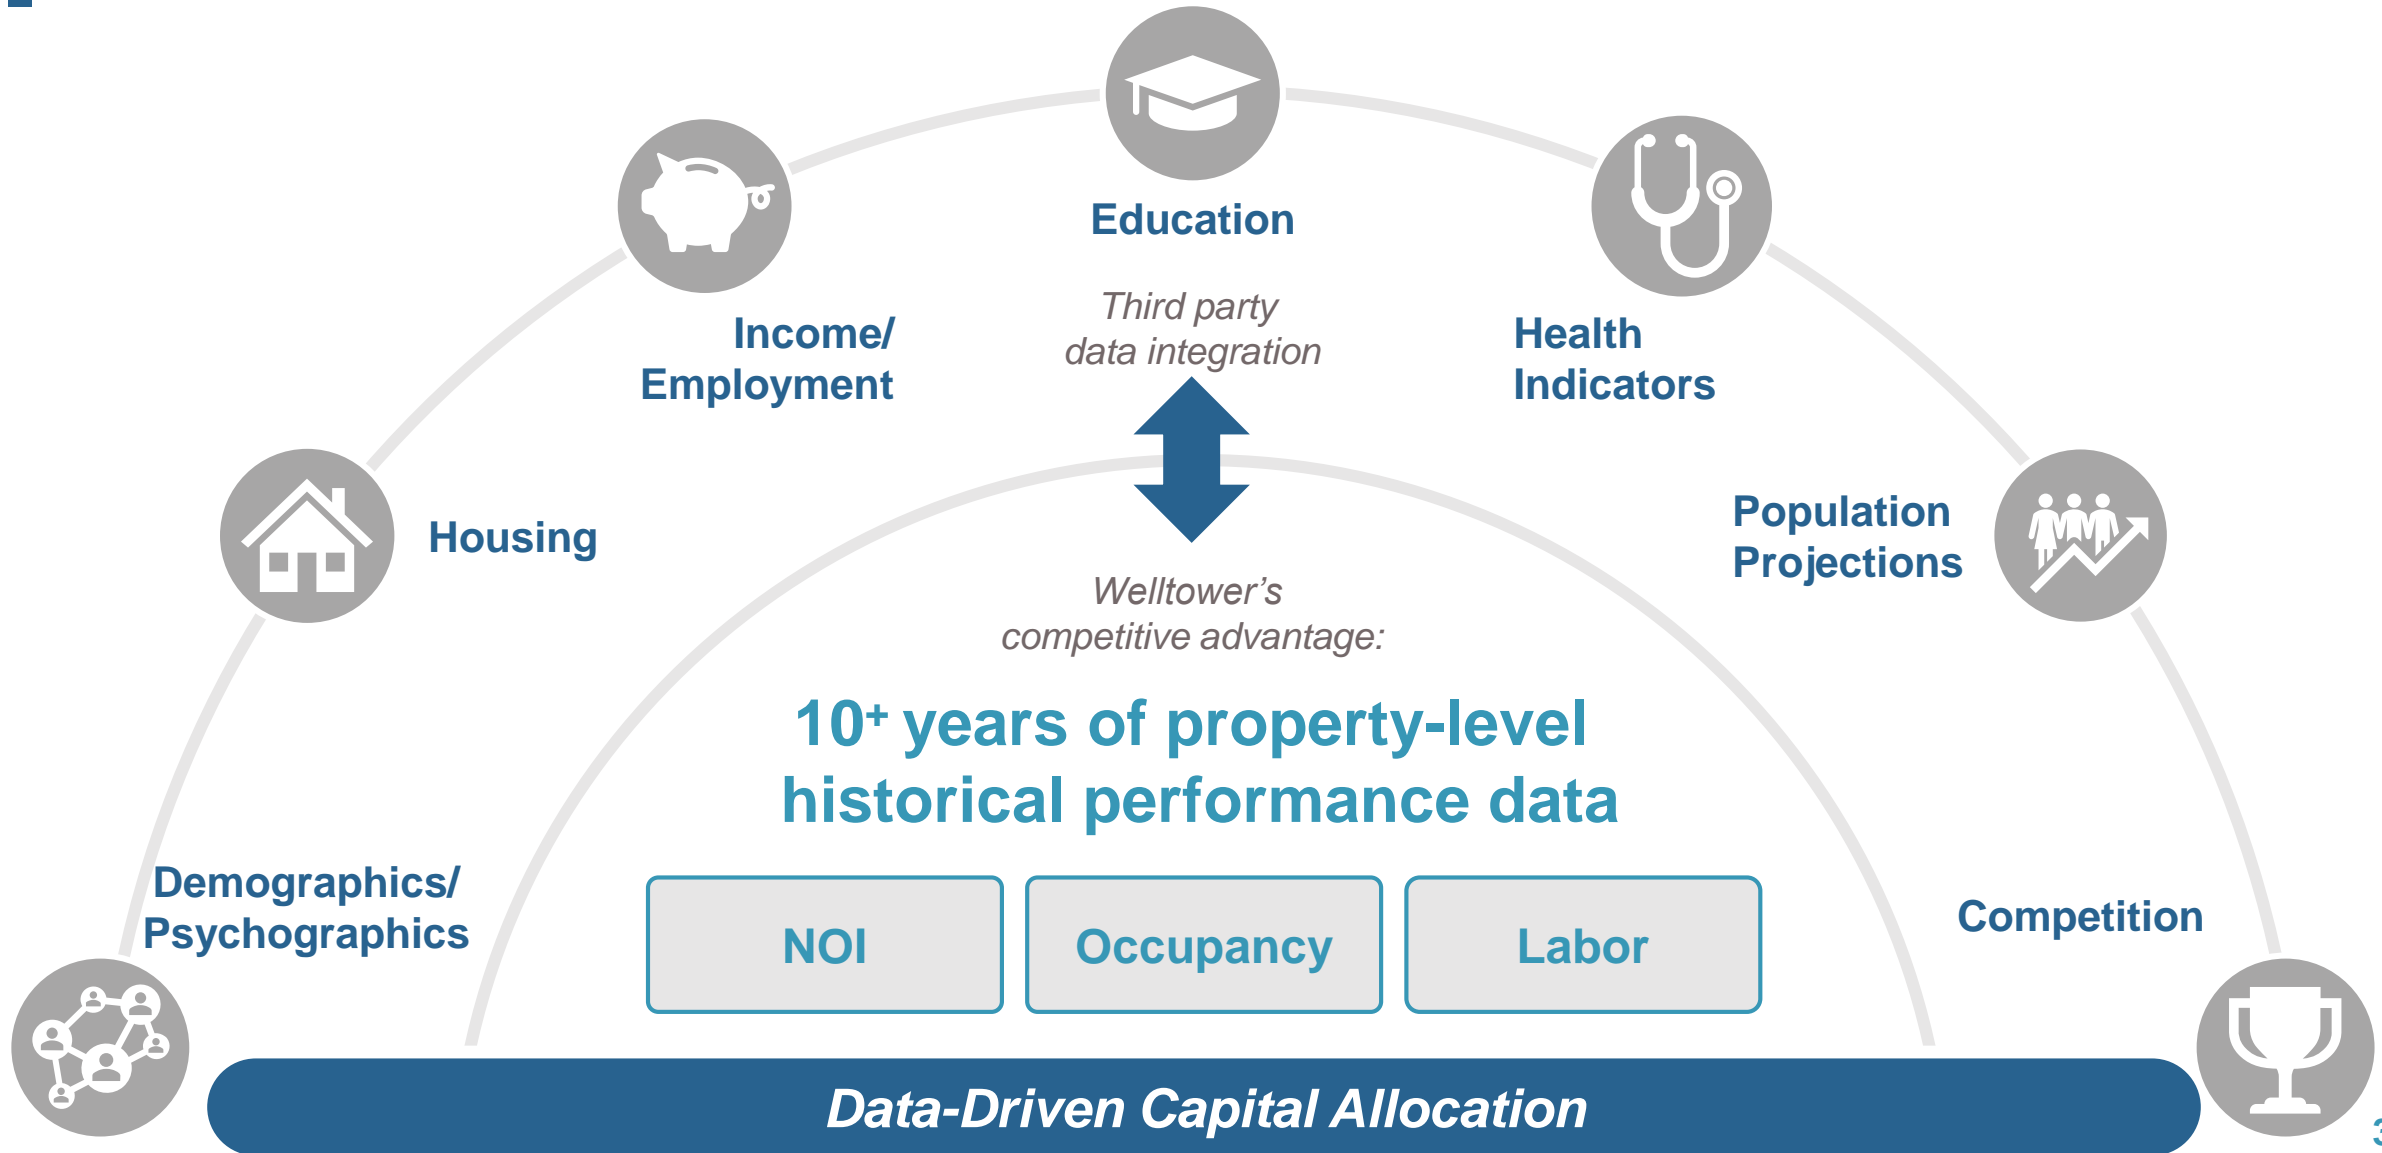 Education
Third party
data integration
Income/
Employment
Health
Indicators
Housing
Population
Projections
Welltower’s
competitive advantage:
10+ years of property-level
historical performance data
Demographics/
Psychographics
NOI
Occupancy
Labor
Competition
Data-Driven Capital Allocation